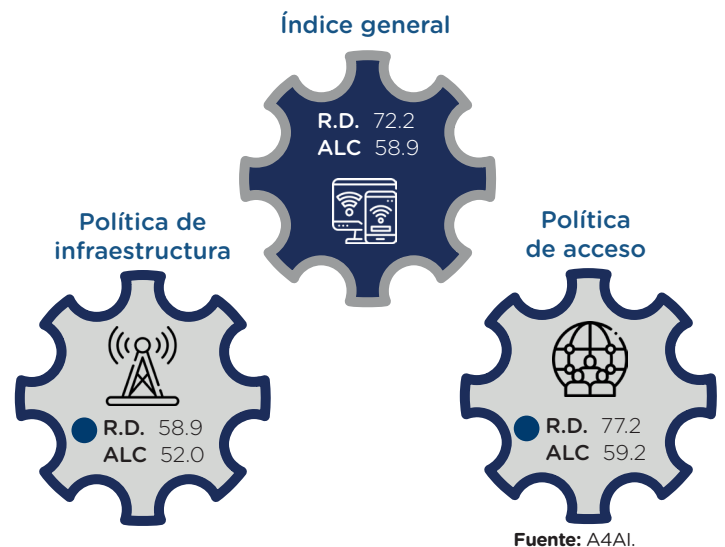 Índice general
R.D. 72.2
ALC 58.9
Política de
infraestructura
R.D. 58.9
ALC 52.0
Política
de acceso
R.D. 77.2
ALC 59.2
Fuente: A4AI.